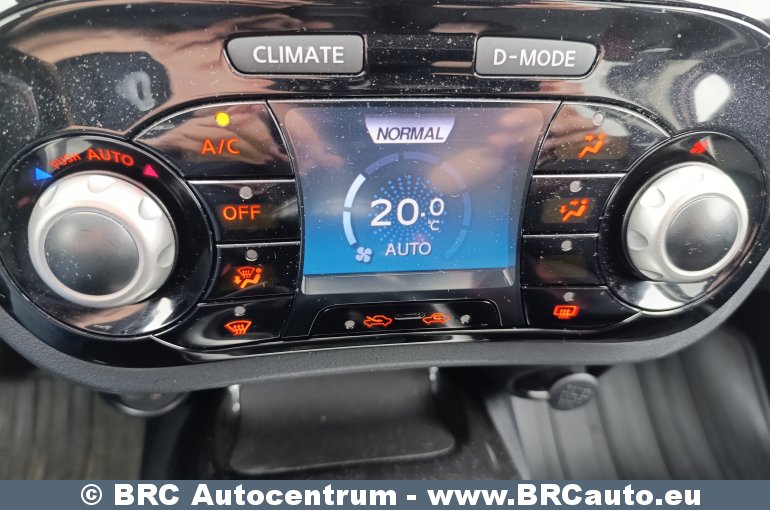 CLIMATE
D-MODE
NORMAL
A/C
PUSH AUTO
OFF
20.0
°C
AUTO
© BRC Autocentrum - www.BRCauto.eu